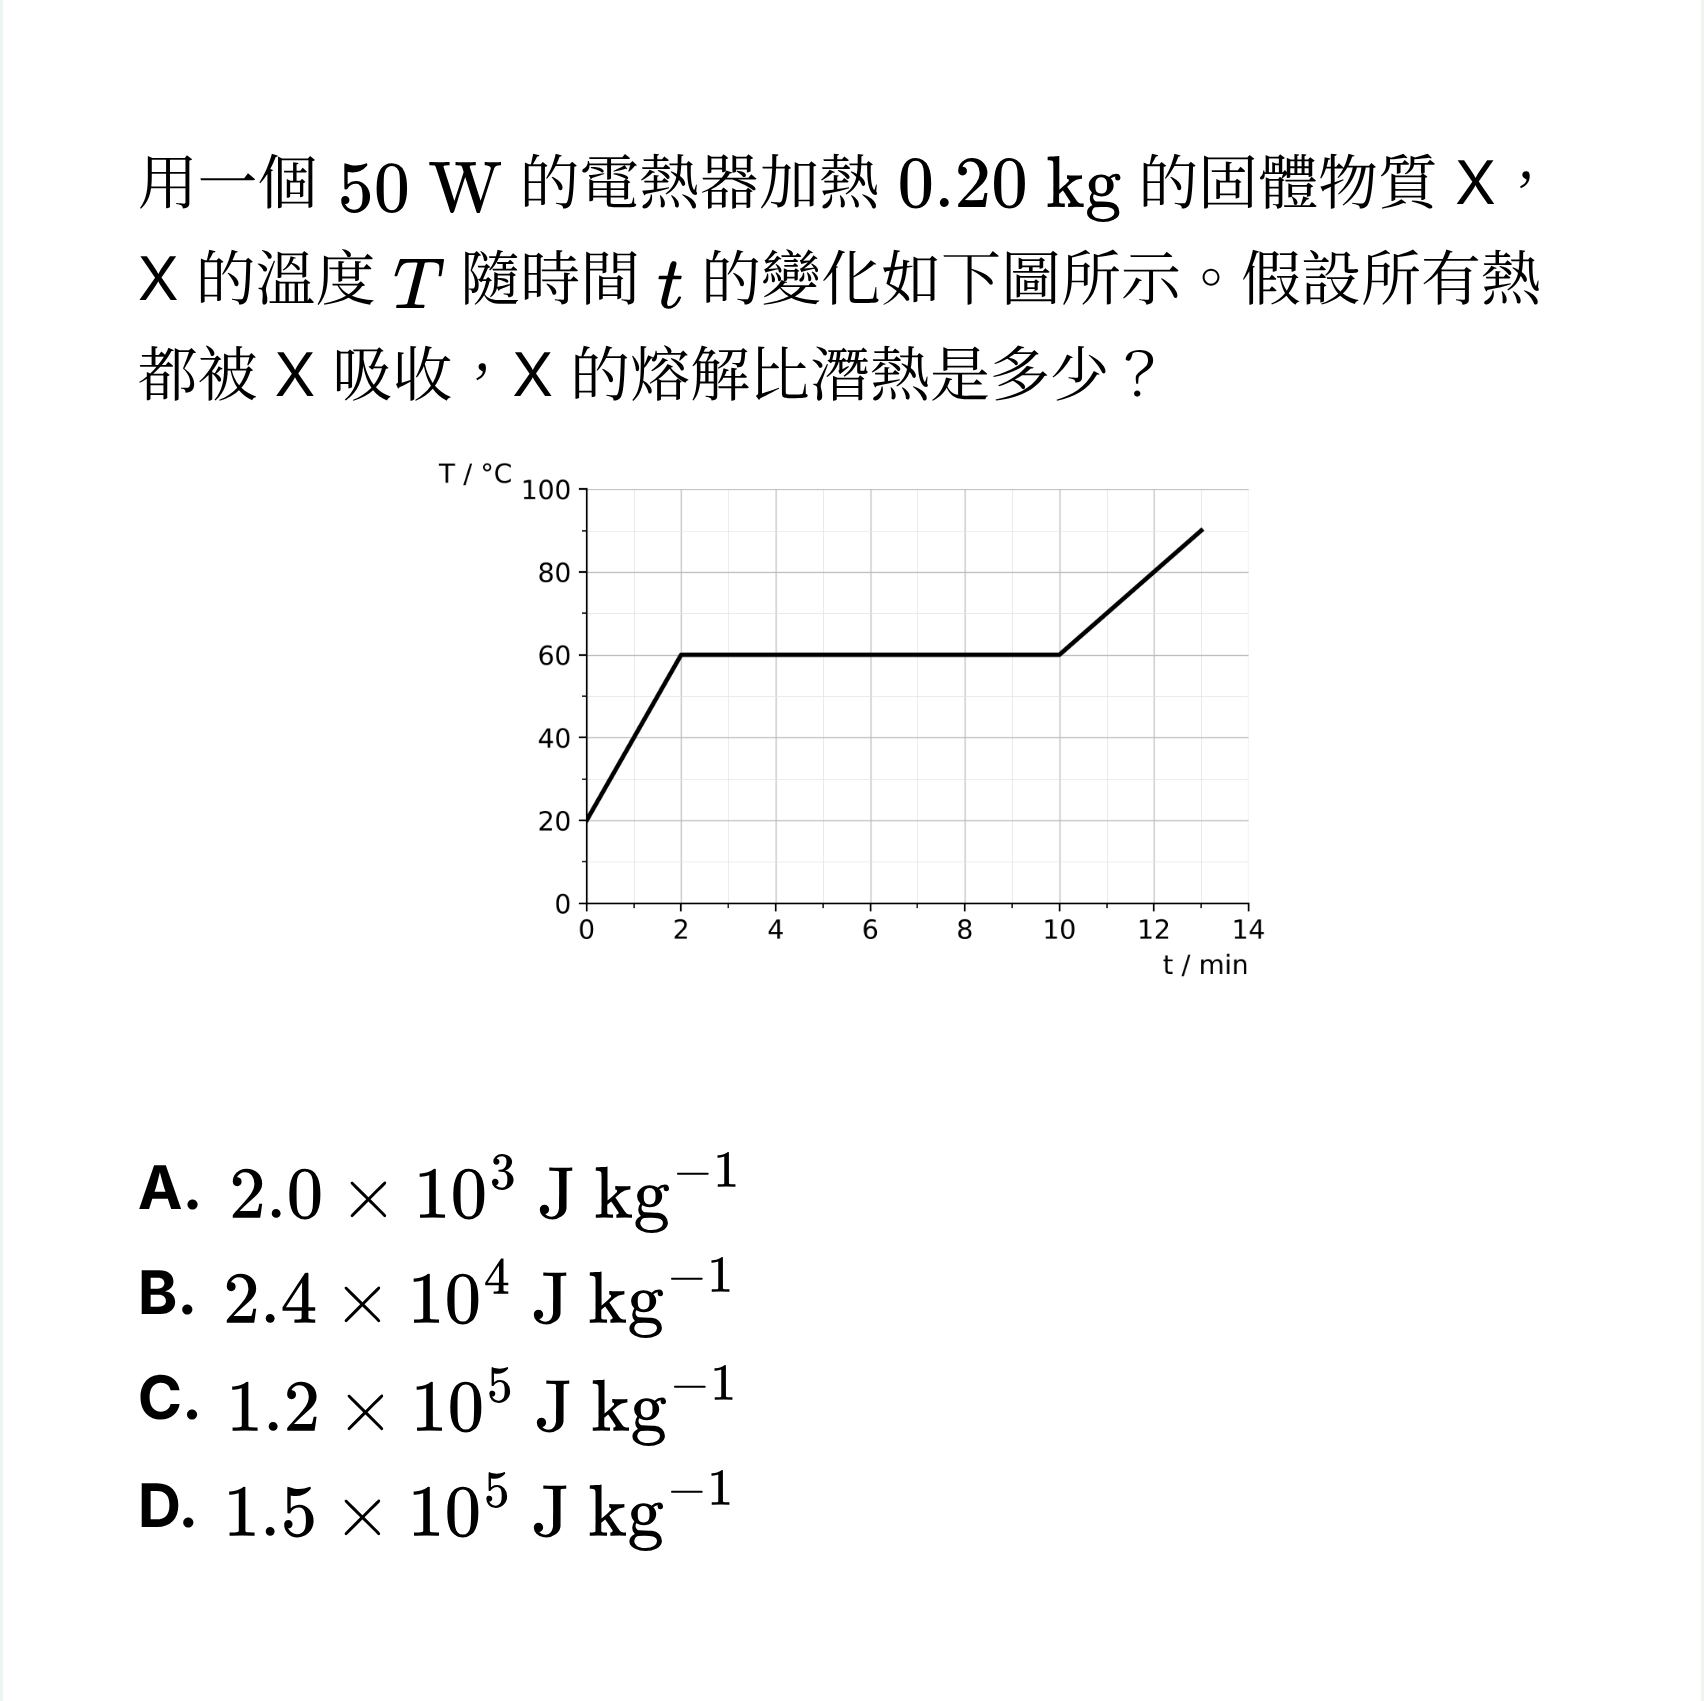 用一個 50 W 的電熱器加熱 0.20 kg 的固體物質 X，
X 的溫度 T 隨時間 t 的變化如下圖所示。假設所有熱
都被 X 吸收，X 的熔解比潛熱是多少？
T / °C
100
80
60
40
20
0
0 2 4 6 8 10 12 14
t / min
A. 2.0 × 10³ J kg⁻¹
B. 2.4 × 10⁴ J kg⁻¹
C. 1.2 × 10⁵ J kg⁻¹
D. 1.5 × 10⁵ J kg⁻¹